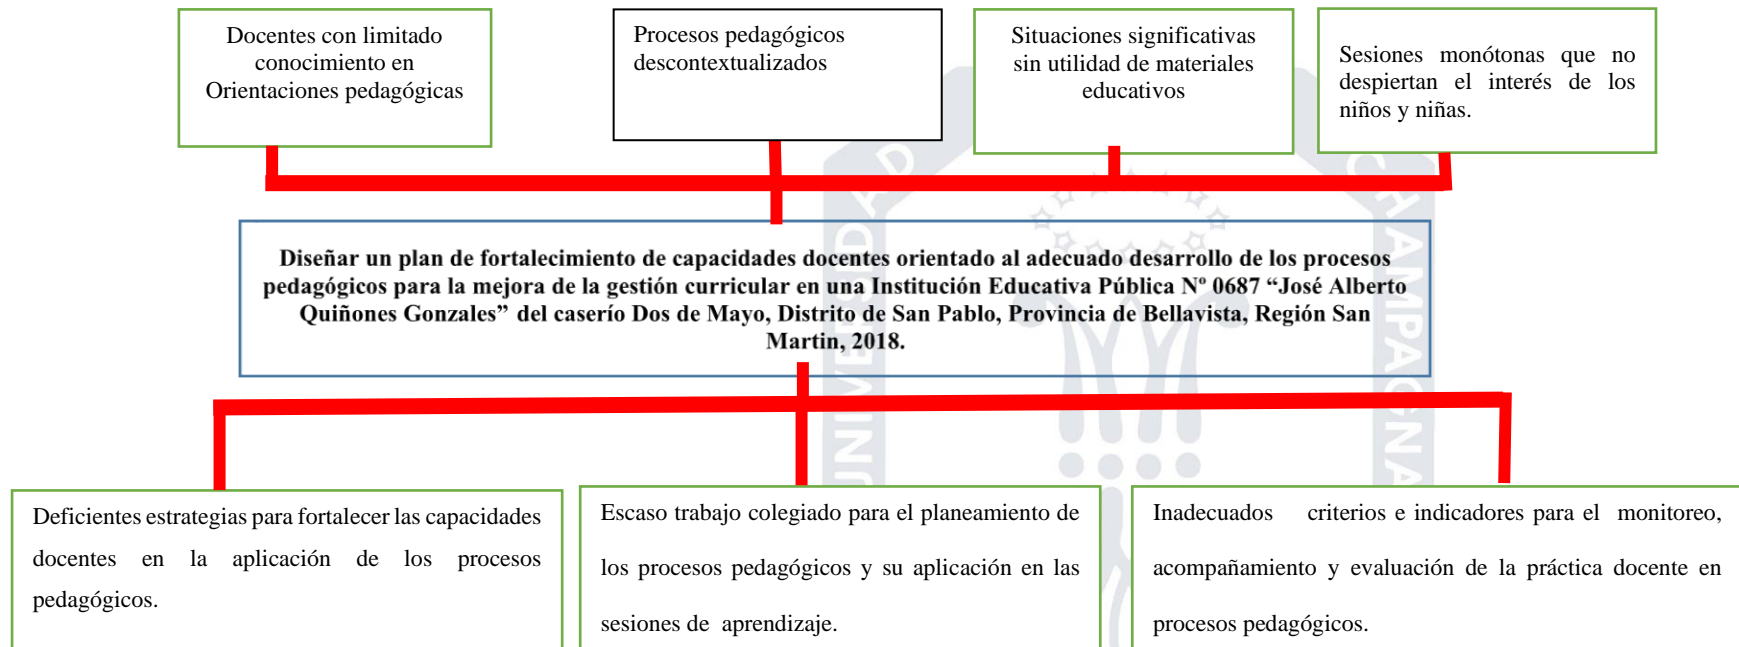 Docentes con limitado
conocimiento en
Orientaciones pedagógicas
Procesos pedagógicos
descontextualizados
Situaciones significativas
sin utilidad de materiales
educativos
Sesiones monótonas que no
despiertan el interés de los
niños y niñas.
Diseñar un plan de fortalecimiento de capacidades docentes orientado al adecuado desarrollo de los procesos
pedagógicos para la mejora de la gestión curricular en una Institución Educativa Pública Nº 0687 “José Alberto
Quiñones Gonzales” del caserío Dos de Mayo, Distrito de San Pablo, Provincia de Bellavista, Región San
Martin, 2018.
Deficientes estrategias para fortalecer las capacidades
docentes en la aplicación de los procesos
pedagógicos.
Escaso trabajo colegiado para el planeamiento de
los procesos pedagógicos y su aplicación en las
sesiones de aprendizaje.
Inadecuados criterios e indicadores para el monitoreo,
acompañamiento y evaluación de la práctica docente en
procesos pedagógicos.
UNIVERSIDAD
CHAMPAGNA